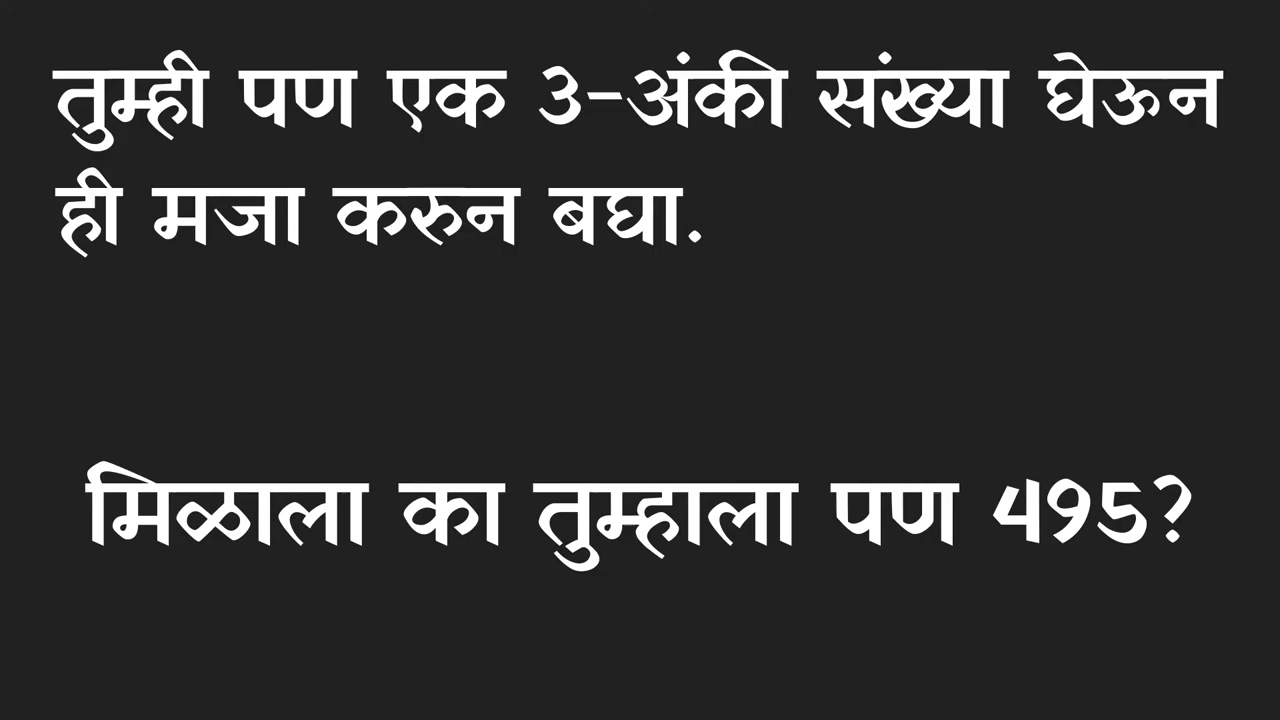 तुम्ही पण एक 3-अंकी संख्या घेऊन
ही मजा करुन बघा.
मिळाला का तुम्हाला पण 495?